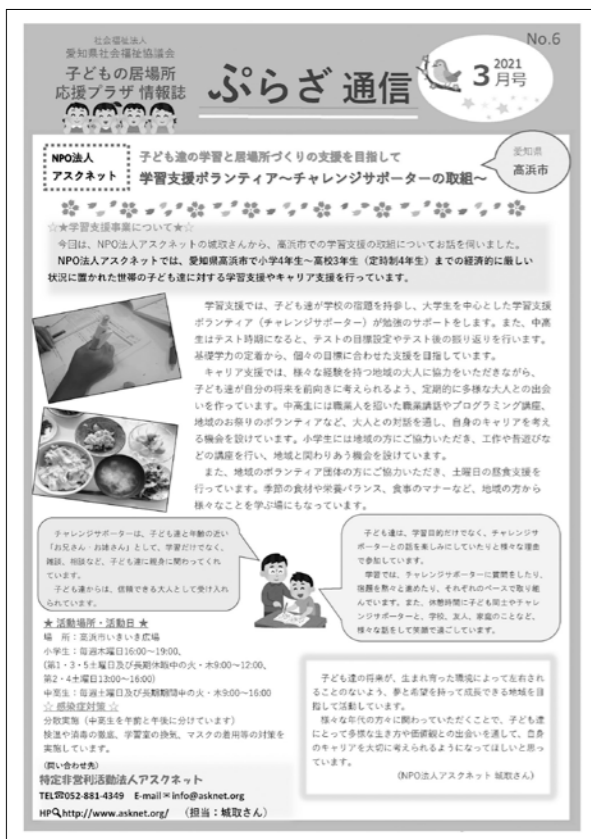 社会福祉法人
愛知県社会福祉協議会
子どもの居場所
応援プラザ 情報誌
ぷらざ 通信
No.6
2021
3月号
NPO法人
アスクネット
子ども達の学習と居場所づくりの支援を目指して
学習支援ボランティア～チャレンジサポーターの取組～
愛知県
高浜市
☆★学習支援事業について★☆
今回は、NPO法人アスクネットの城取さんから、高浜市での学習支援の取組についてお話を伺いました。
NPO法人アスクネットでは、愛知県高浜市で小学4年生～高校3年生（定時制4年生）までの経済的に厳しい
状況に置かれた世帯の子ども達に対する学習支援やキャリア支援を行っています。
学習支援では、子ども達が学校の宿題を持参し、大学生を中心とした学習支援
ボランティア（チャレンジサポーター）が勉強のサポートをします。また、中高
生はテスト時期になると、テストの目標設定やテスト後の振り返りを行います。
基礎学力の定着から、個々の目標に合わせた支援を目指しています。
キャリア支援では、様々な経験を持つ地域の大人に協力をいただきながら、
子ども達が自分の将来を前向きに考えられるよう、定期的に多様な大人との出会
いを作っています。中高生には職業人を招いた職業講話やプログラミング講座、
地域のお祭りのボランティアなど、大人との対話を通し、自身のキャリアを考え
る機会を設けています。小学生には地域の方にご協力いただき、工作や昔遊びな
どの講座を行い、地域と関わりあう機会を設けています。
また、地域のボランティア団体の方にご協力いただき、土曜日の昼食支援を
行っています。季節の食材や栄養バランス、食事のマナーなど、地域の方から
様々なことを学ぶ場にもなっています。
チャレンジサポーターは、子ども達と年齢の近い
「お兄さん・お姉さん」として、学習だけでなく、
雑談、相談など、子ども達に親身に関わってくれ
ています。
子ども達からは、信頼できる大人として受け入れ
られています。
子ども達は、学習目的だけでなく、チャレンジサ
ポーターとの話を楽しみにしていたりと様々な理由
で参加しています。
学習では、チャレンジサポーターに質問をしたり、
宿題を黙々と進めたり、それぞれのペースで取り組
んでいます。また、休憩時間に子ども同士やチャレ
ンジサポーターと、学校、友人、家庭のことなど、
様々な話をして笑顔で過ごしています。
★ 活動場所・活動日 ★
場 所：高浜市いきいき広場
小学生：毎週木曜日16:00～19:00、
（第1・3・5土曜日及び長期休暇中の火・木9:00～12:00、
第2・4土曜日13:00～16:00）
中高生：毎週土曜日及び長期期間中の火・木9:00～16:00
☆ 感染症対策 ☆
分散実施（中高生を午前と午後に分けています）
検温や消毒の徹底、学習室の換気、マスクの着用等の対策を
実施しています。
子ども達の将来が、生まれ育った環境によって左右され
ることのないよう、夢と希望を持って成長できる地域を目
指して活動しています。
様々な年代の方々に関わっていただくことで、子ども達
にとって多様な生き方や価値観との出会いを通して、自身
のキャリアを大切に考えられるようになってほしいと思っ
ています。
（NPO法人アスクネット 城取さん）
（問い合わせ先）
特定非営利活動法人アスクネット
TEL☎052-881-4349 E-mail✉info@asknet.org
HP🔍http://www.asknet.org/ （担当：城取さん）